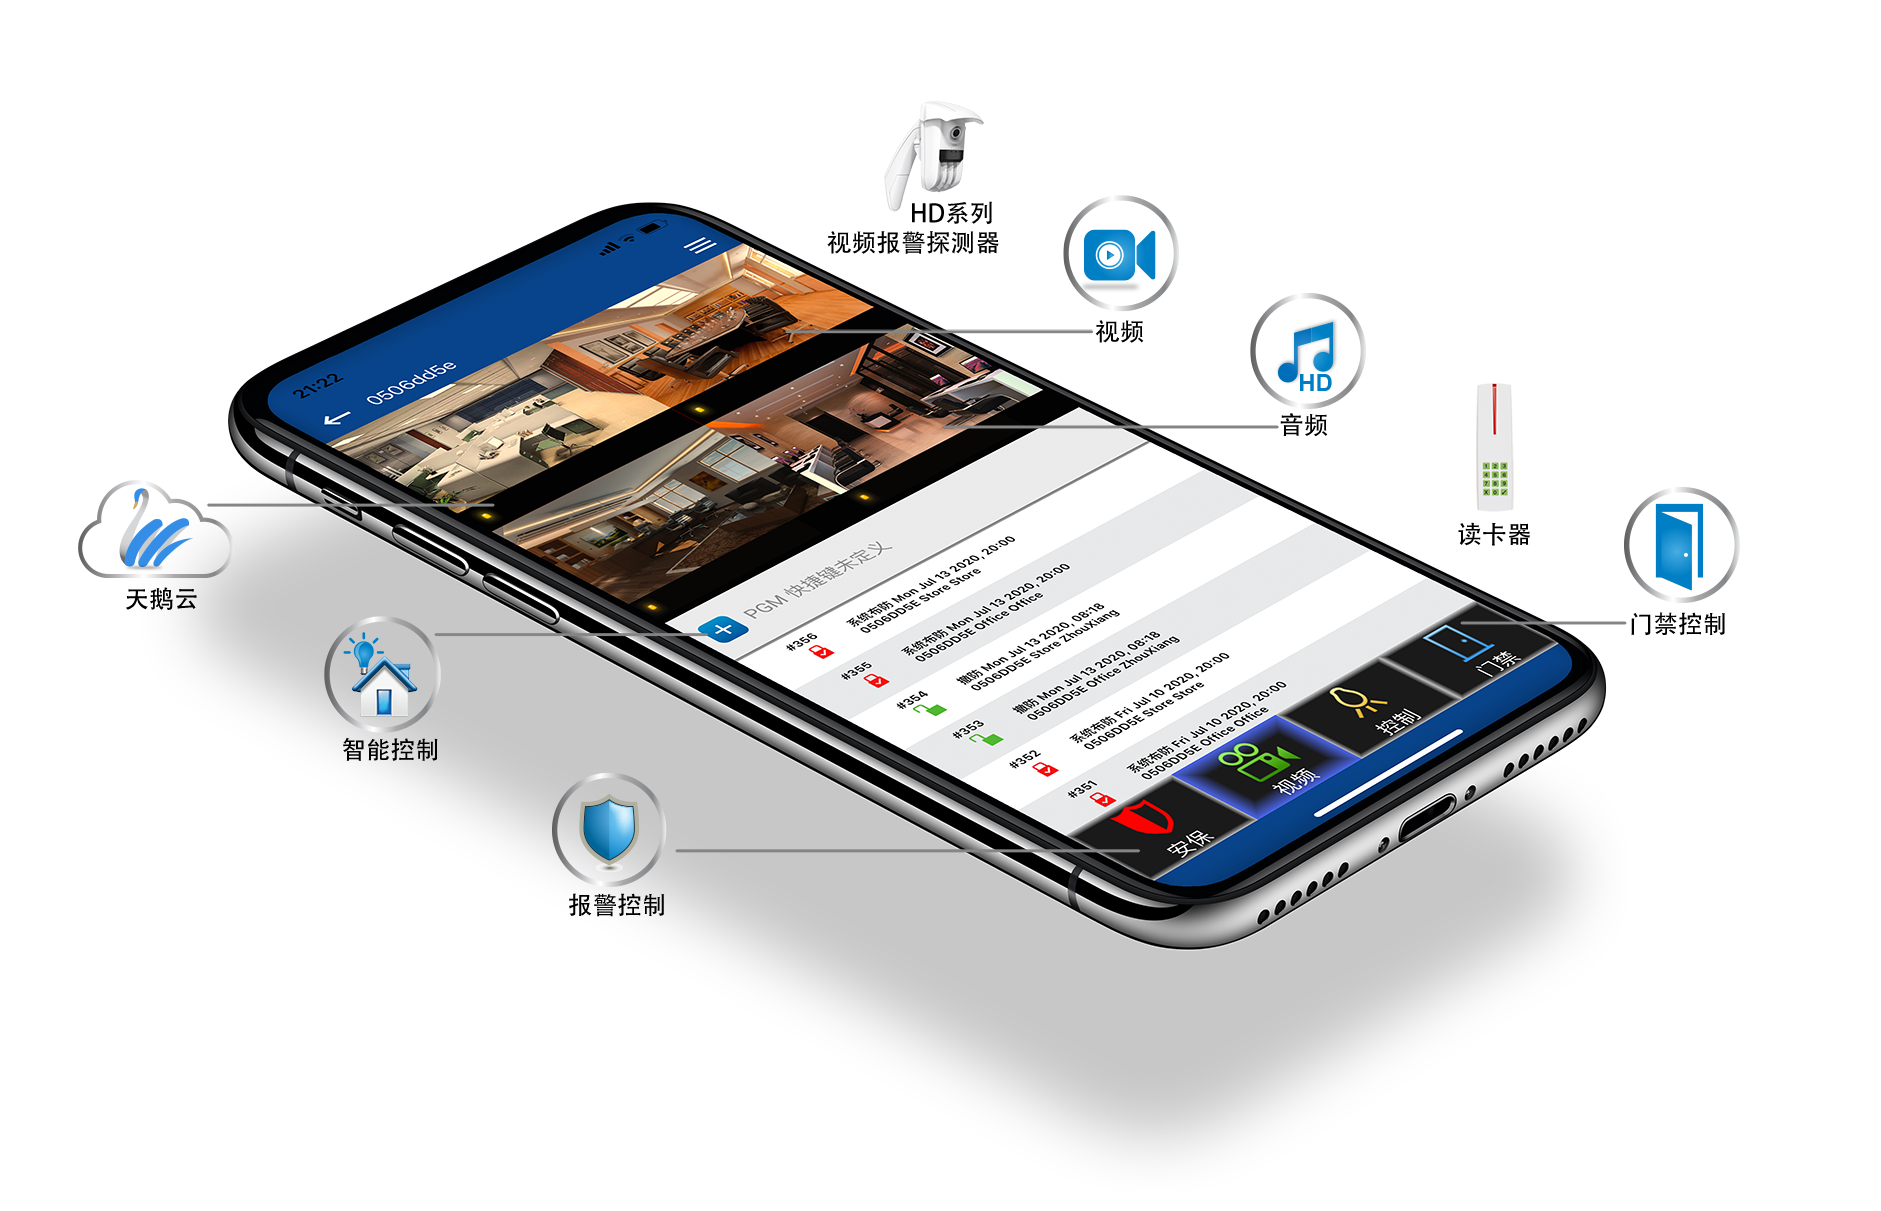 HD系列
视频报警探测器
视频
HD
音频
读卡器
门禁控制
天鹅云
智能控制
报警控制
21:22
0506dd5e
PGM 快捷键未定义
#356
系统布防 Mon Jul 13 2020, 20:00
0506DD5E Store Store
#355
系统布防 Mon Jul 13 2020, 20:00
0506DD5E Office Office
#354
撤防 Mon Jul 13 2020, 08:18
0506DD5E Store ZhouXiang
#353
撤防 Mon Jul 13 2020, 08:18
0506DD5E Office ZhouXiang
#352
系统布防 Fri Jul 10 2020, 20:00
0506DD5E Store Store
#351
系统布防 Fri Jul 10 2020, 20:00
0506DD5E Office Office
安保
视频
控制
门禁